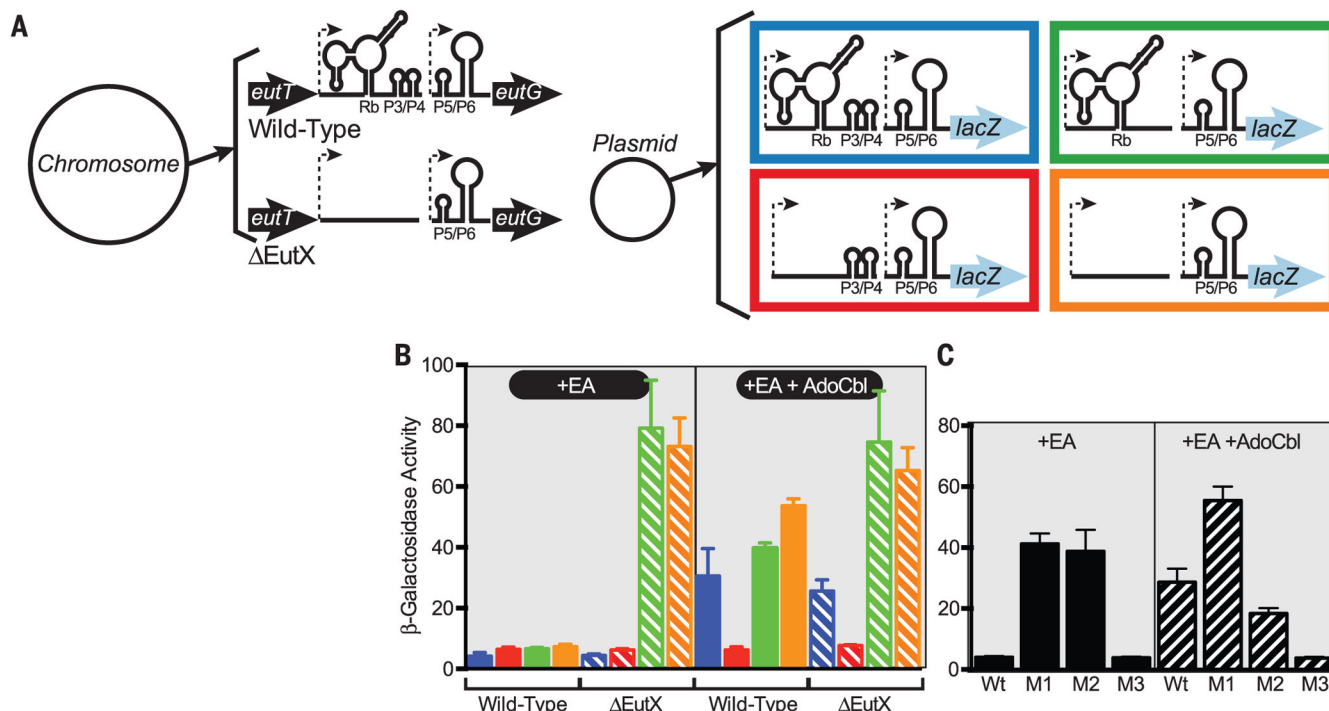 A
Chromosome
eutT
Rb P3/P4 P5/P6
eutG
Wild-Type
eutT
P5/P6
eutG
ΔEutX
Plasmid
Rb P3/P4 P5/P6
lacZ
Rb P5/P6
lacZ
P3/P4 P5/P6
lacZ
P5/P6
lacZ
B
β-Galactosidase Activity
100
80
60
40
20
0
+EA
+EA + AdoCbl
Wild-Type ΔEutX Wild-Type ΔEutX
C
80
60
40
20
0
+EA
+EA +AdoCbl
Wt M1 M2 M3 Wt M1 M2 M3